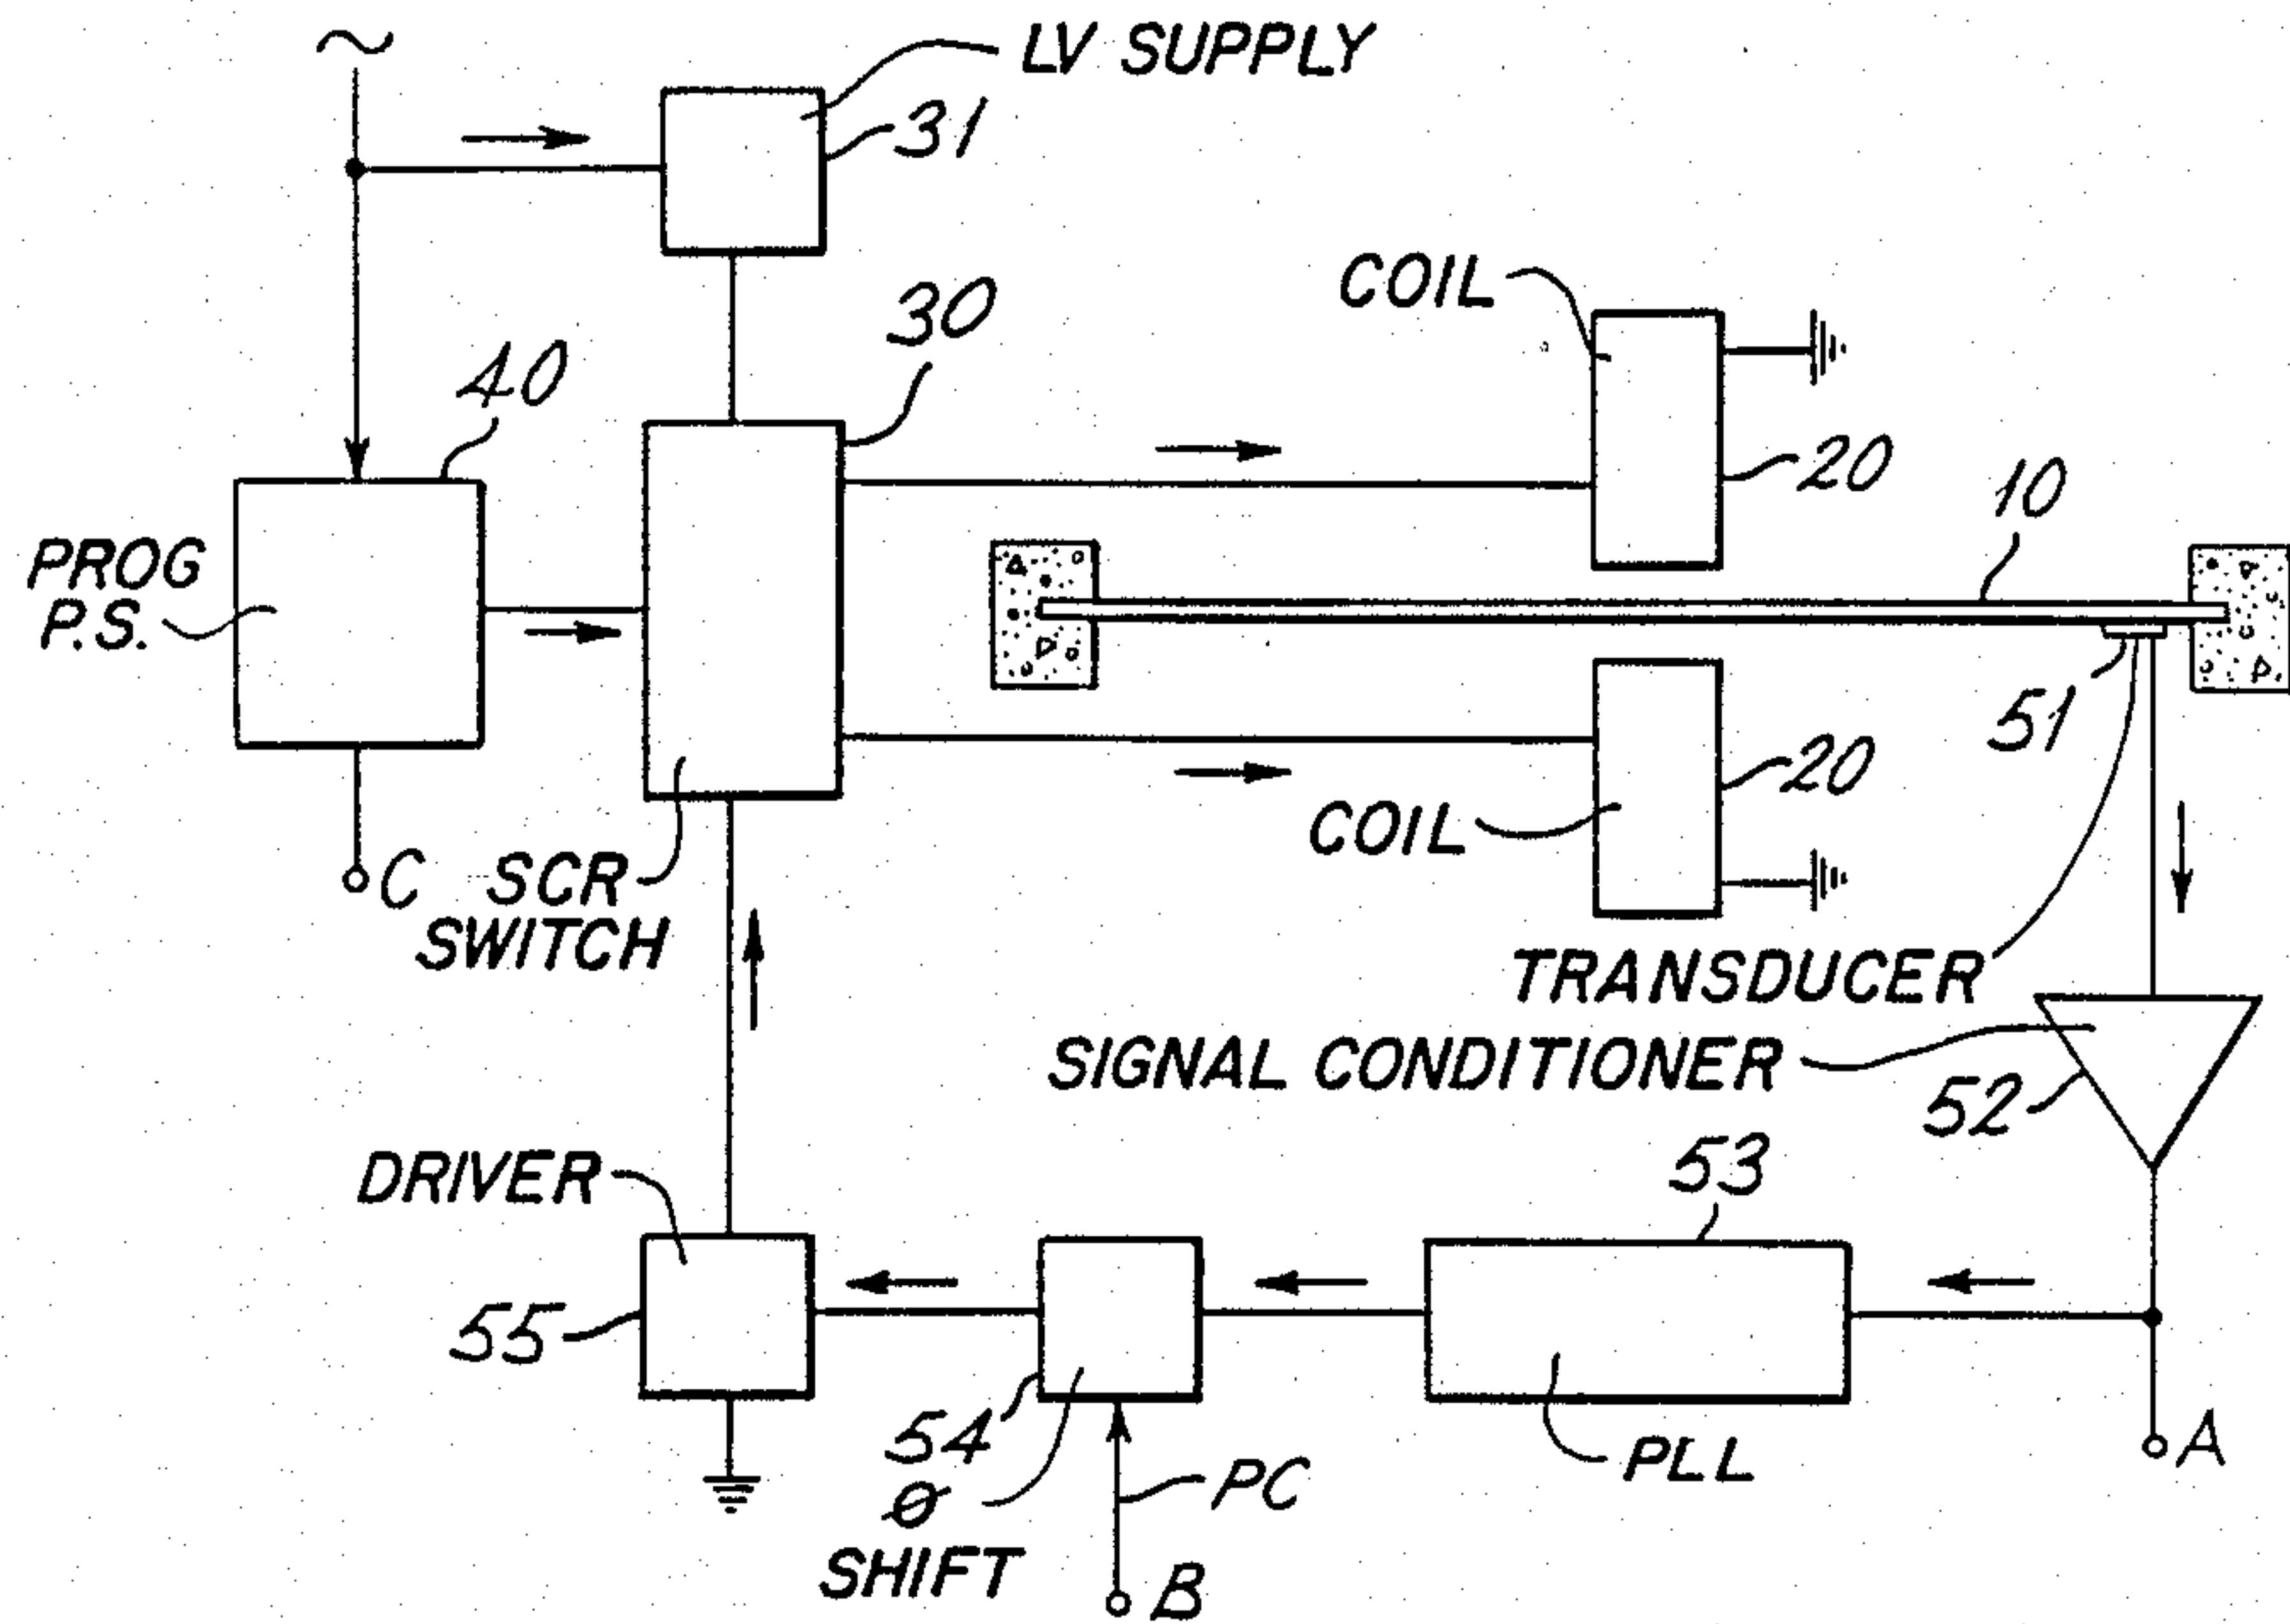 LV SUPPLY
31
30
COIL
40
20
10
PROG
P.S.
51
20
COIL
C
SCR
SWITCH
TRANSDUCER
SIGNAL CONDITIONER
52
53
DRIVER
55
54
PC
PLL
A
Ø
SHIFT
B